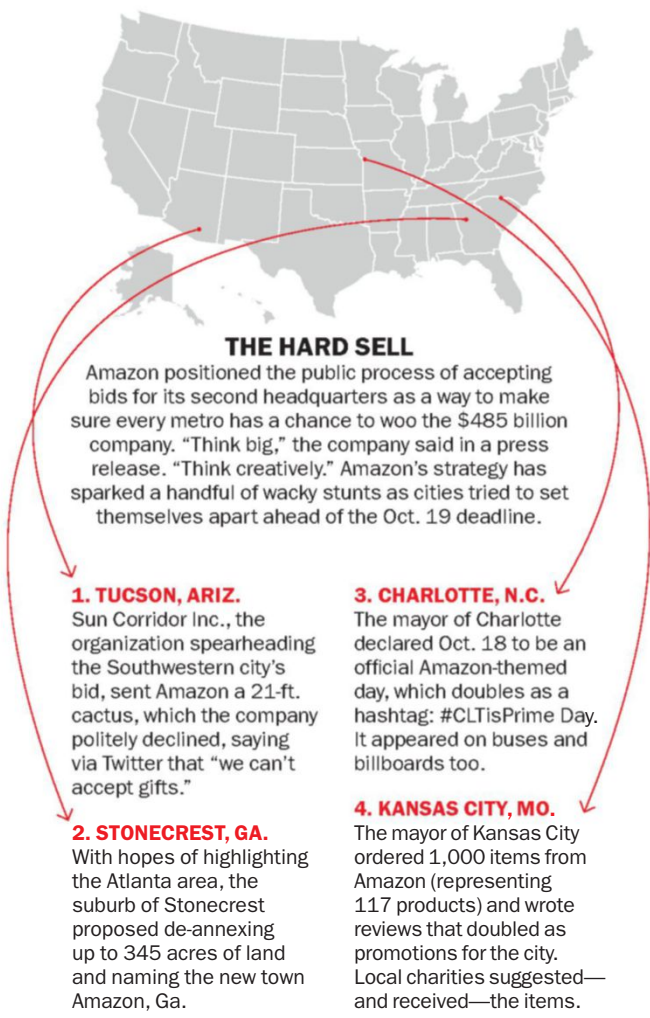 THE HARD SELL
Amazon positioned the public process of accepting
bids for its second headquarters as a way to make
sure every metro has a chance to woo the $485 billion
company. “Think big,” the company said in a press
release. “Think creatively.” Amazon’s strategy has
sparked a handful of wacky stunts as cities tried to set
themselves apart ahead of the Oct. 19 deadline.
1. TUCSON, ARIZ.
Sun Corridor Inc., the
organization spearheading
the Southwestern city’s
bid, sent Amazon a 21-ft.
cactus, which the company
politely declined, saying
via Twitter that “we can’t
accept gifts.”
2. STONECREST, GA.
With hopes of highlighting
the Atlanta area, the
suburb of Stonecrest
proposed de-annexing
up to 345 acres of land
and naming the new town
Amazon, Ga.
3. CHARLOTTE, N.C.
The mayor of Charlotte
declared Oct. 18 to be an
official Amazon-themed
day, which doubles as a
hashtag: #CLTisPrime Day.
It appeared on buses and
billboards too.
4. KANSAS CITY, MO.
The mayor of Kansas City
ordered 1,000 items from
Amazon (representing
117 products) and wrote
reviews that doubled as
promotions for the city.
Local charities suggested—
and received—the items.